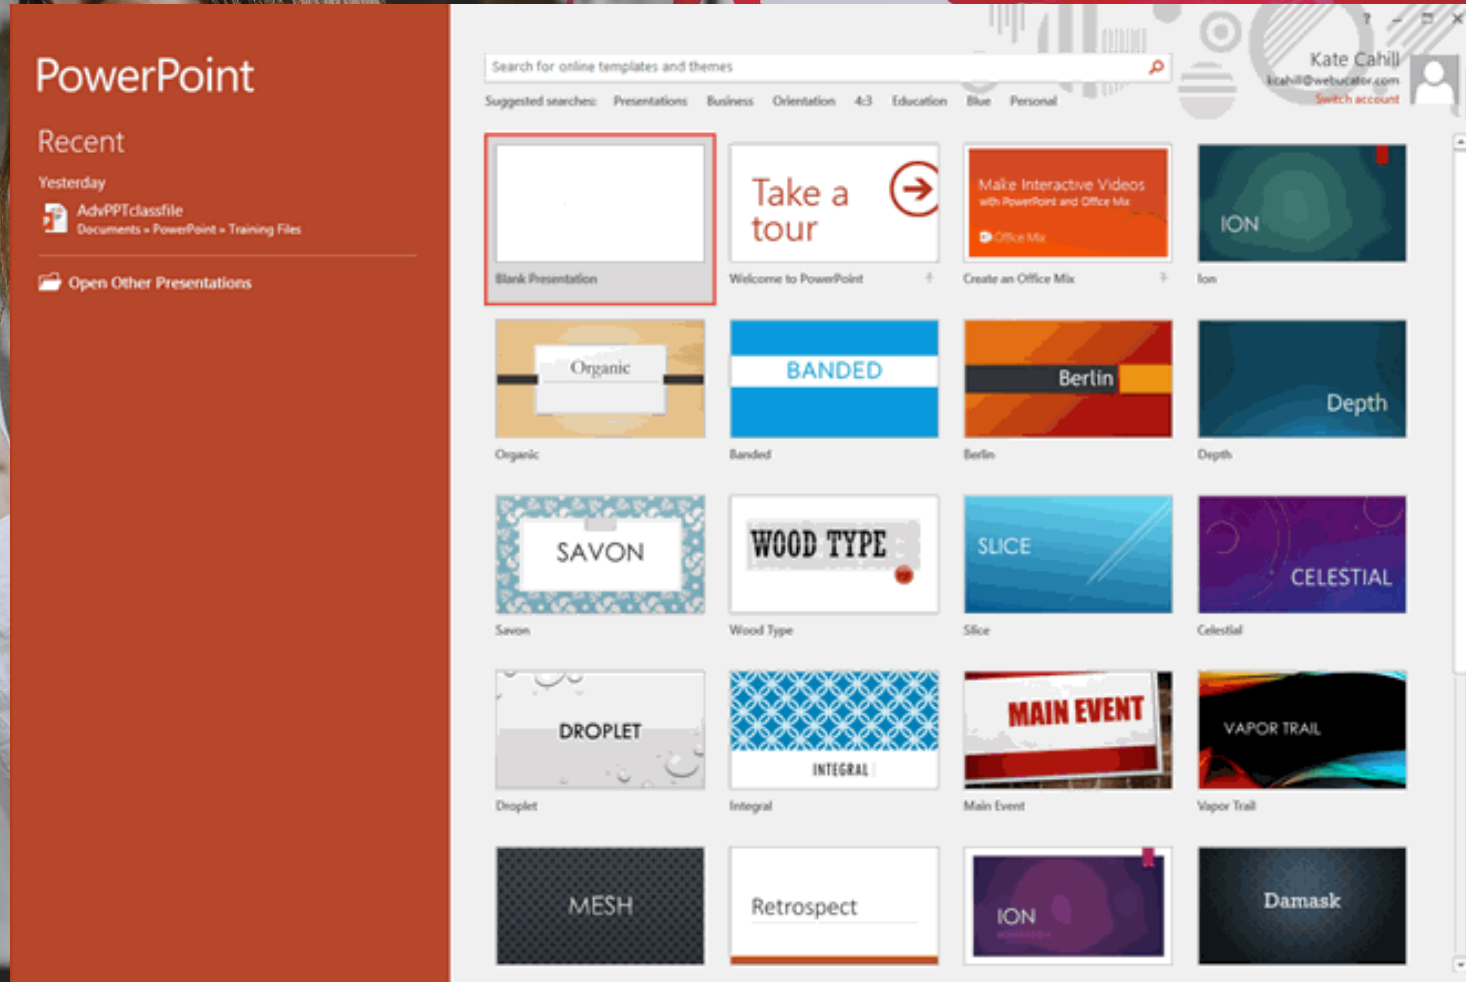 PowerPoint
Recent
Yesterday
AdvPPTclassfile
Documents » PowerPoint » Training Files
Open Other Presentations
?
Kate Cahill
kcahill@webucator.com
Switch account
Search for online templates and themes
Suggested searches: Presentations Business Orientation 4:3 Education Blue Personal
Blank Presentation
Take a
tour
Welcome to PowerPoint
Make Interactive Videos
with PowerPoint and Office Mix
Office Mix
Create an Office Mix
ION
Ion
Organic
Organic
BANDED
Banded
Berlin
Berlin
Depth
Depth
SAVON
Savon
WOOD TYPE
Wood Type
SLICE
Slice
CELESTIAL
Celestial
DROPLET
Droplet
INTEGRAL
Integral
MAIN EVENT
Main Event
VAPOR TRAIL
Vapor Trail
MESH
Retrospect
ION
Damask